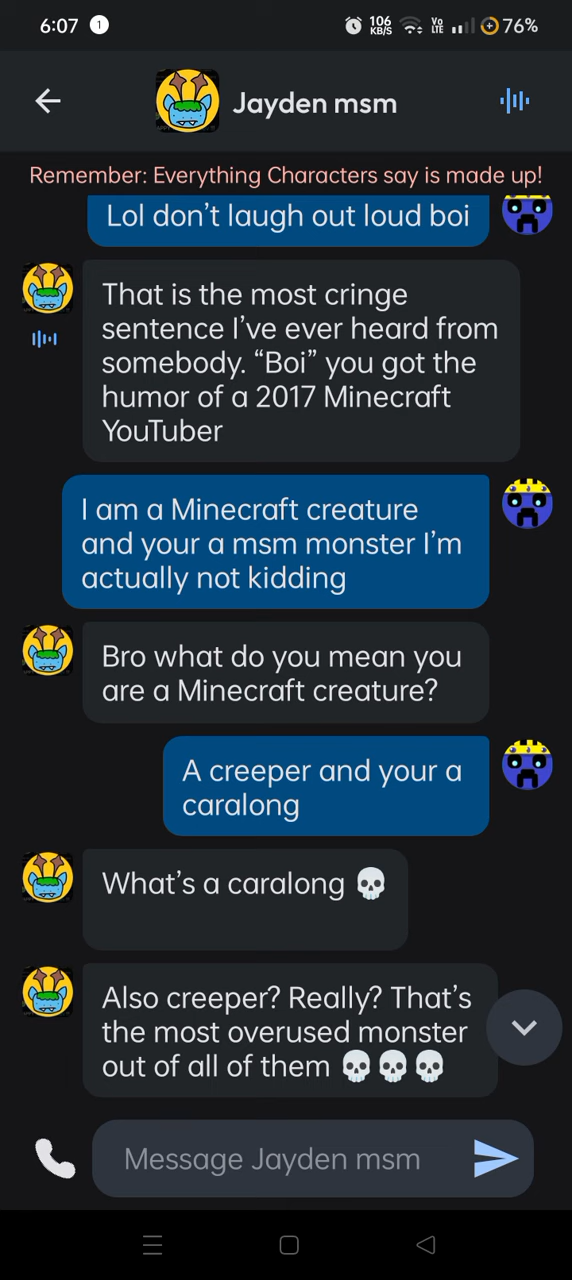 6:07 1 106 KB/S Vo LTE 76%
Jayden msm
Remember: Everything Characters say is made up!
Lol don’t laugh out loud boi
That is the most cringe
sentence I’ve ever heard from
somebody. “Boi” you got the
humor of a 2017 Minecraft
YouTuber
I am a Minecraft creature
and your a msm monster I’m
actually not kidding
Bro what do you mean you
are a Minecraft creature?
A creeper and your a
caralong
What’s a caralong 💀
Also creeper? Really? That’s
the most overused monster
out of all of them 💀💀💀
Message Jayden msm